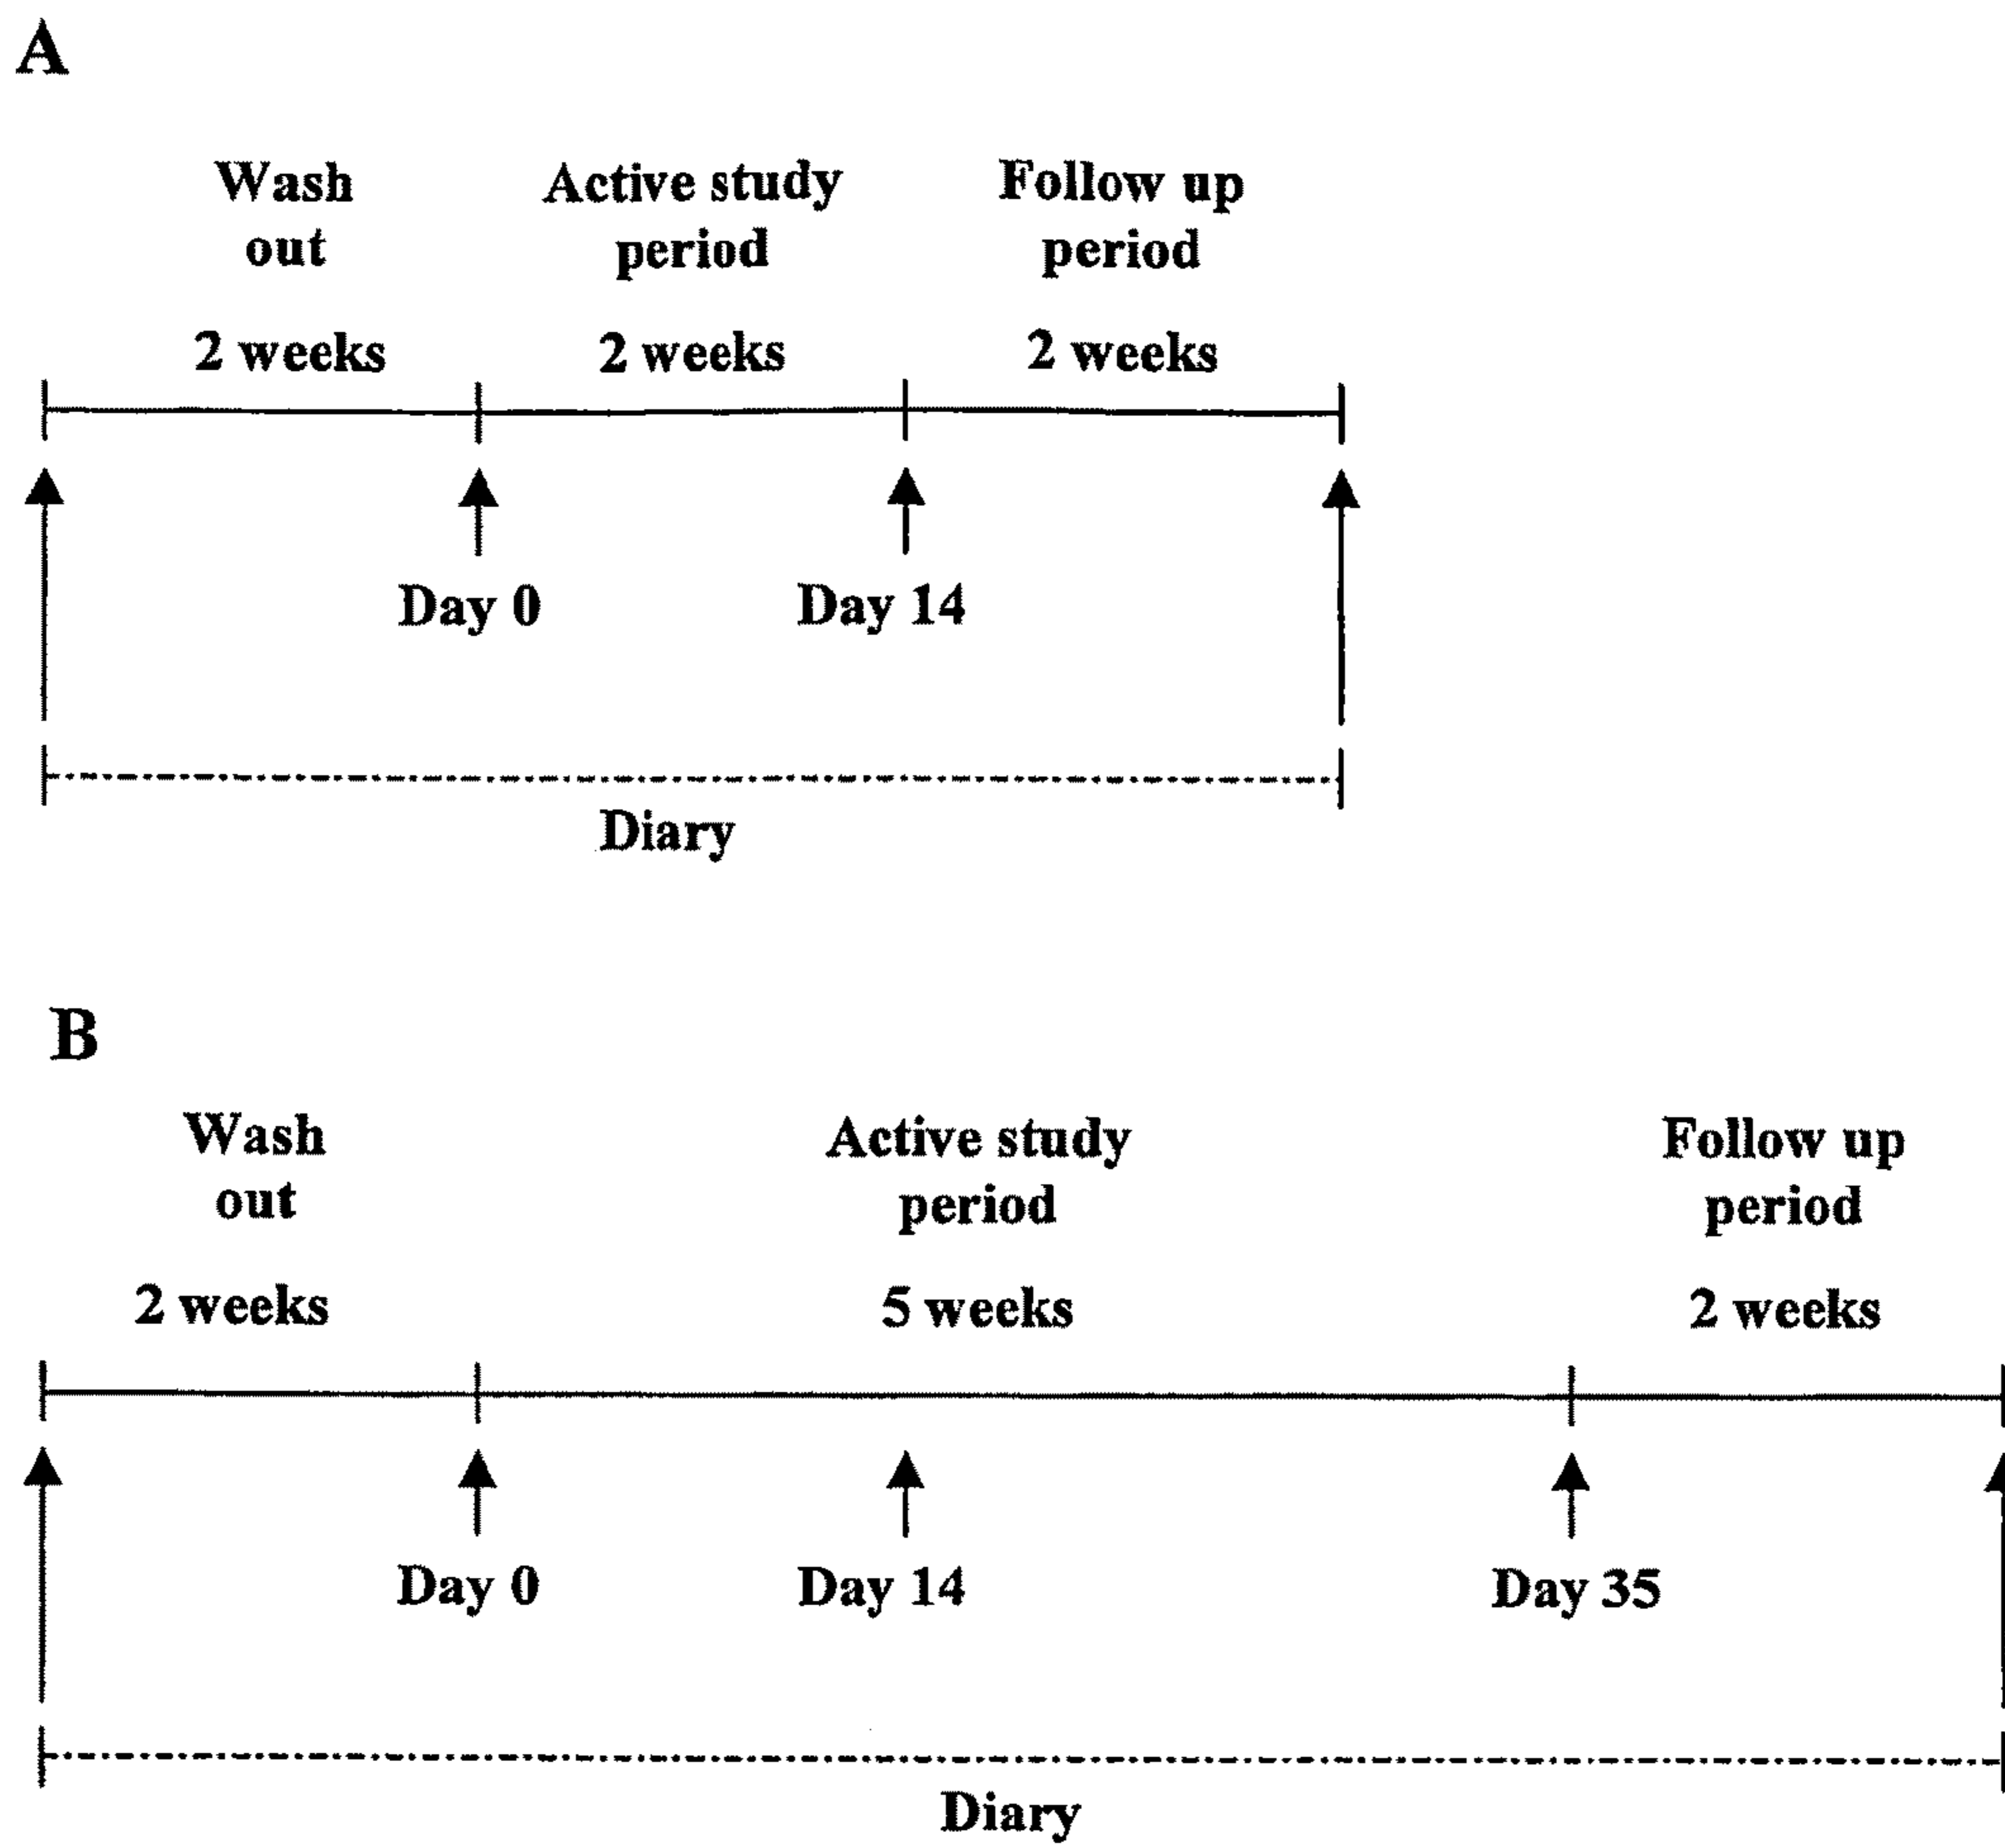 A
Wash
out
Active study
period
Follow up
period
2 weeks
2 weeks
2 weeks
Day 0
Day 14
Diary
B
Wash
out
Active study
period
Follow up
period
2 weeks
5 weeks
2 weeks
Day 0
Day 14
Day 35
Diary